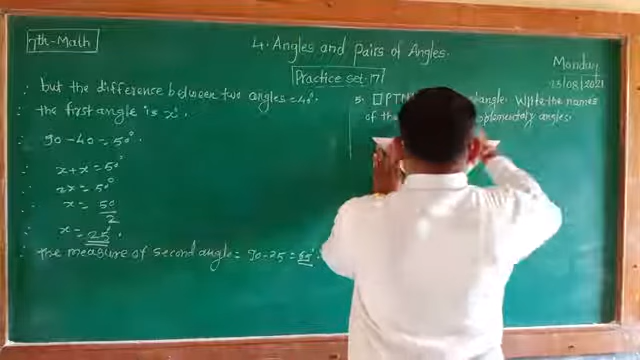 7th-Math
4. Angles and Pairs of Angles.
Practice set 17
Monday
23/08/2021
∴ but the difference between two angles = 40°.
∴ the first angle is x°.
90 - 40 = 50°.
∴ x + x = 50°
∴ 2x = 50°
∴ x = 50
2
∴ x = 25°.
∴ the measure of second angle = 90 - 25 = 65°
5. □ PTN angle. Write the names
of the plementary angles.